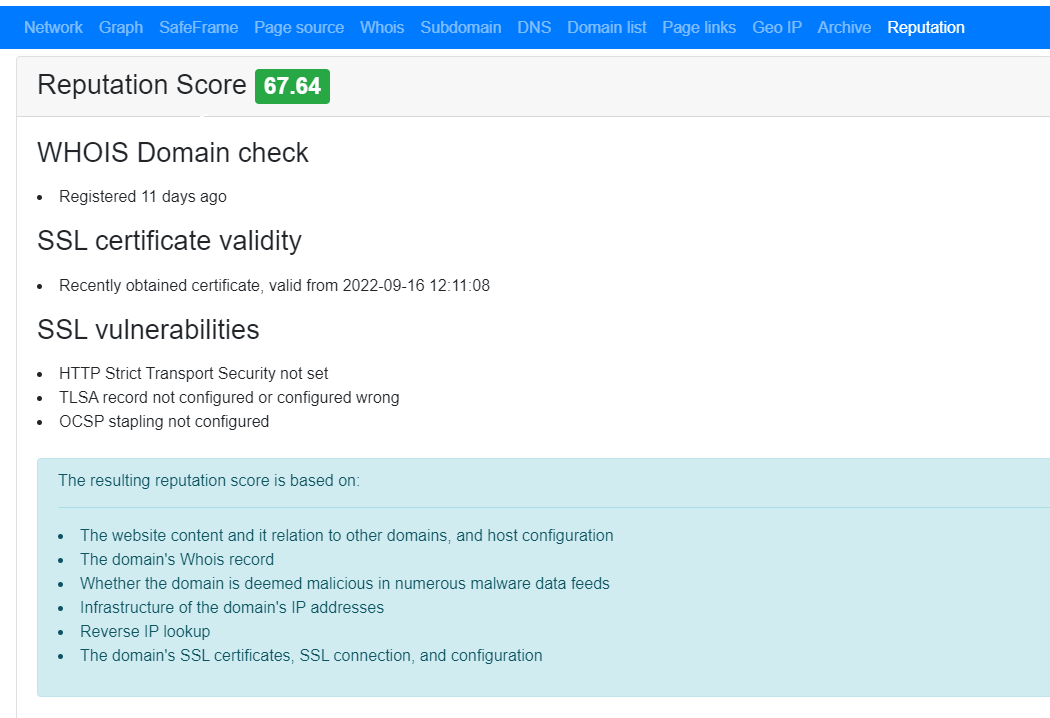 Network Graph SafeFrame Page source Whois Subdomain DNS Domain list Page links Geo IP Archive Reputation
Reputation Score 67.64
WHOIS Domain check
Registered 11 days ago
SSL certificate validity
Recently obtained certificate, valid from 2022-09-16 12:11:08
SSL vulnerabilities
HTTP Strict Transport Security not set
TLSA record not configured or configured wrong
OCSP stapling not configured
The resulting reputation score is based on:
The website content and it relation to other domains, and host configuration
The domain's Whois record
Whether the domain is deemed malicious in numerous malware data feeds
Infrastructure of the domain's IP addresses
Reverse IP lookup
The domain's SSL certificates, SSL connection, and configuration